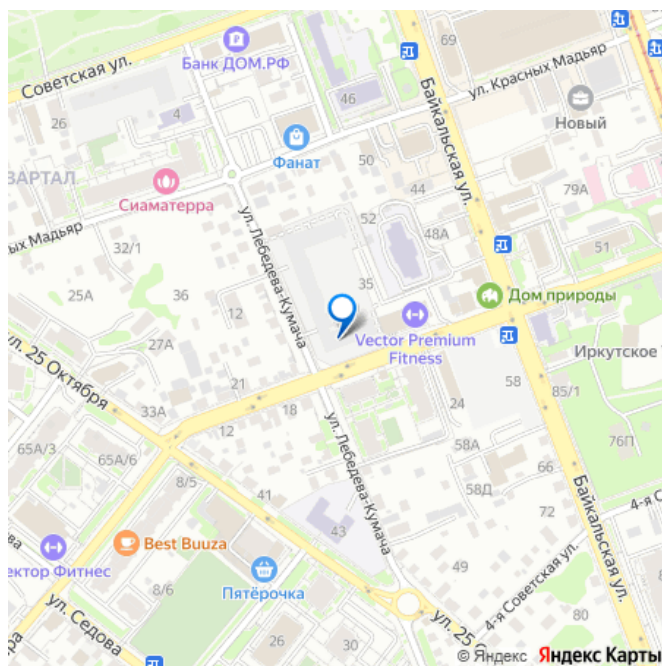 69
Банк ДОМ.РФ
Советская ул.
Байкальская ул.
ул. Красных Мадьяр
26
4
46
Новый
Фанат
50
ВАРТАЛ
Сиаматерра
44
79А
ых Мадьяр
52
48А
51
32/1
ул. Лебедева-Кумача
25А
36
35
Дом природы
12
Vector Premium
Fitness
27А
Иркутское
ул. 25 Октября
21
58
85/1
33А
18
24
12
ул. Лебедева-Кумача
65А/3
65А/6
58А
76П
8/5
66
41
58Д
Байкальская ул.
43
72
4-я Советская ул.
Best Buuza
49
ектор Фитнес
Пятёрочка
8/6
ул. Седова
ул. 25
30
26
© Яндекс Яндекс Карты